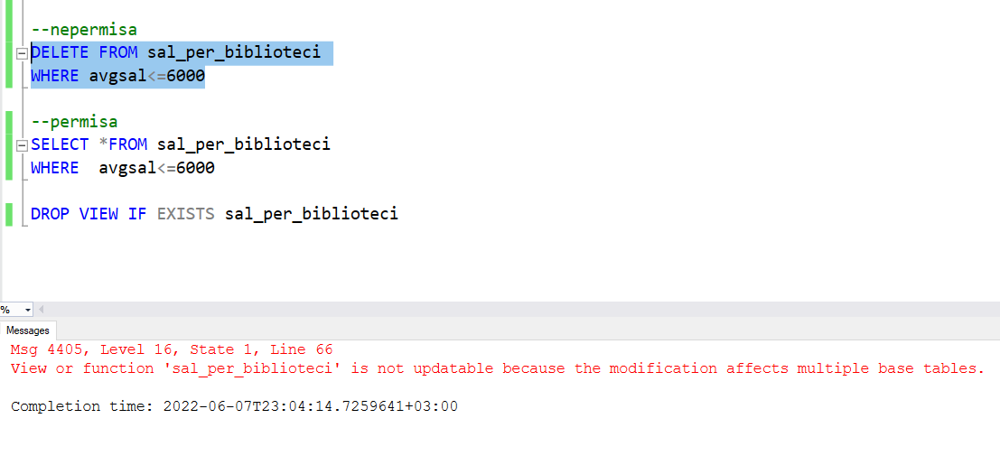 --nepermisa
DELETE FROM sal_per_biblioteci
WHERE avgsal<=6000
--permisa
SELECT *FROM sal_per_biblioteci
WHERE  avgsal<=6000
DROP VIEW IF EXISTS sal_per_biblioteci
%
Messages
Msg 4405, Level 16, State 1, Line 66
View or function 'sal_per_biblioteci' is not updatable because the modification affects multiple base tables.
Completion time: 2022-06-07T23:04:14.7259641+03:00